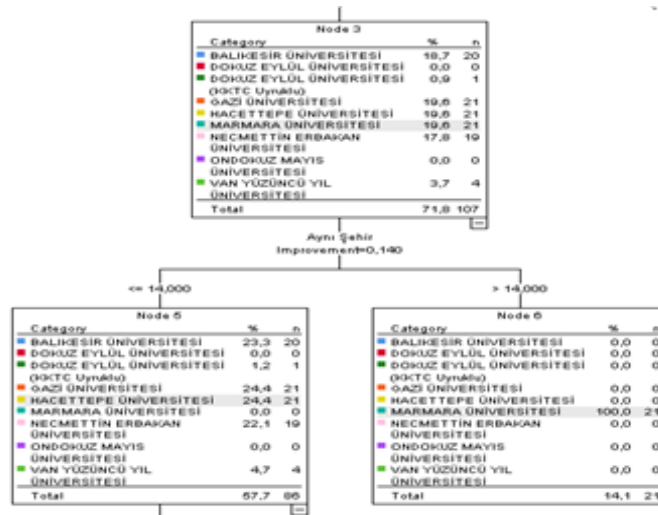 Node 3
Category % n
BALIKESİR ÜNİVERSİTESİ 18,7 20
DOKUZ EYLÜL ÜNİVERSİTESİ 0,0 0
DOKUZ EYLÜL ÜNİVERSİTESİ 0,9 1
(KKTC Uyruklu)
GAZİ ÜNİVERSİTESİ 19,6 21
HACETTEPE ÜNİVERSİTESİ 19,6 21
MARMARA ÜNİVERSİTESİ 19,6 21
NECMETTİN ERBAKAN 17,8 19
ÜNİVERSİTESİ
ONDOKUZ MAYIS 0,0 0
ÜNİVERSİTESİ
VAN YÜZÜNCÜ YIL 3,7 4
ÜNİVERSİTESİ
Total 71,8 107
Aynı Şehir
Improvement=0,140
<= 14,000
> 14,000
Node 5
Category % n
BALIKESİR ÜNİVERSİTESİ 23,3 20
DOKUZ EYLÜL ÜNİVERSİTESİ 0,0 0
DOKUZ EYLÜL ÜNİVERSİTESİ 1,2 1
(KKTC Uyruklu)
GAZİ ÜNİVERSİTESİ 24,4 21
HACETTEPE ÜNİVERSİTESİ 24,4 21
MARMARA ÜNİVERSİTESİ 0,0 0
NECMETTİN ERBAKAN 22,1 19
ÜNİVERSİTESİ
ONDOKUZ MAYIS 0,0 0
ÜNİVERSİTESİ
VAN YÜZÜNCÜ YIL 4,7 4
ÜNİVERSİTESİ
Total 57,7 86
Node 6
Category % n
BALIKESİR ÜNİVERSİTESİ 0,0 0
DOKUZ EYLÜL ÜNİVERSİTESİ 0,0 0
DOKUZ EYLÜL ÜNİVERSİTESİ 0,0 0
(KKTC Uyruklu)
GAZİ ÜNİVERSİTESİ 0,0 0
HACETTEPE ÜNİVERSİTESİ 0,0 0
MARMARA ÜNİVERSİTESİ 100,0 21
NECMETTİN ERBAKAN 0,0 0
ÜNİVERSİTESİ
ONDOKUZ MAYIS 0,0 0
ÜNİVERSİTESİ
VAN YÜZÜNCÜ YIL 0,0 0
ÜNİVERSİTESİ
Total 14,1 21